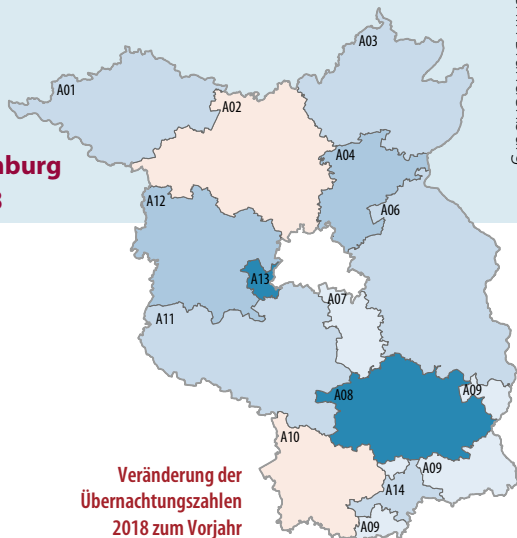 A03
A01
A02
nburg
A04
A12
A06
A13
A07
A11
A08
A09
A10
A09
Veränderung der
A14
Übernachtungszahlen
2018 zum Vorjahr
A09